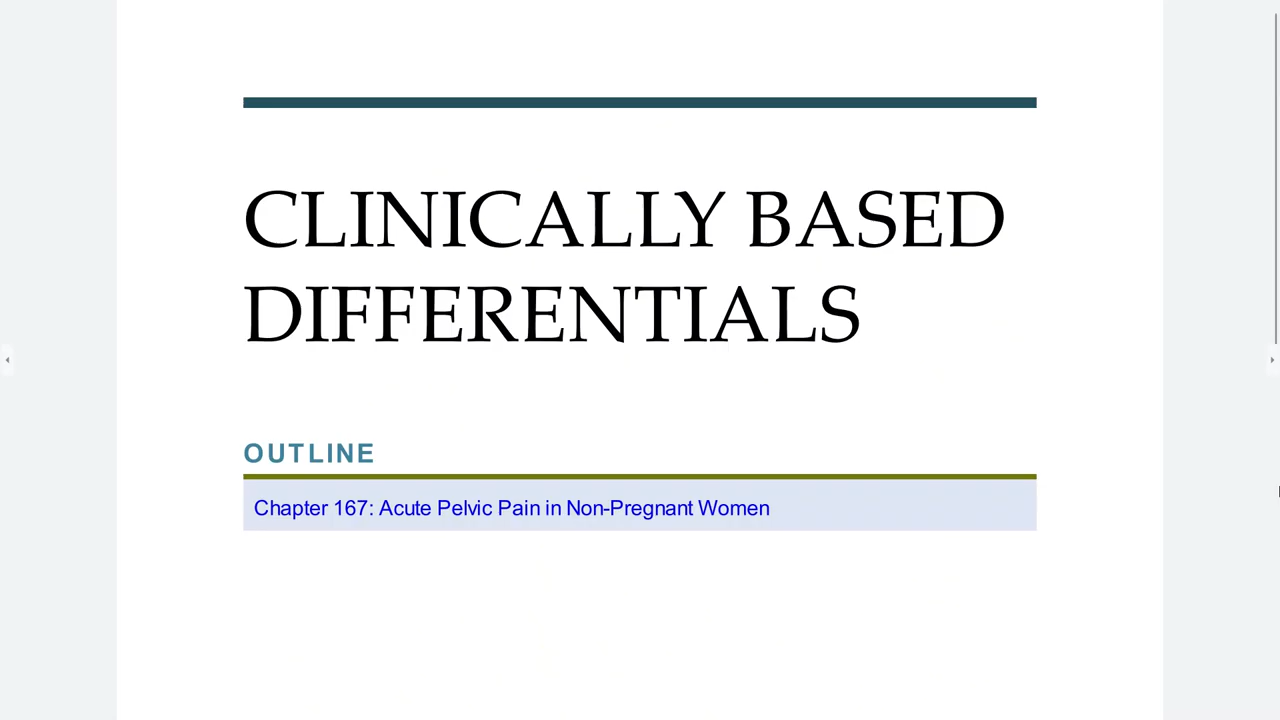 CLINICALLY BASED
DIFFERENTIALS
OUTLINE
Chapter 167: Acute Pelvic Pain in Non-Pregnant Women